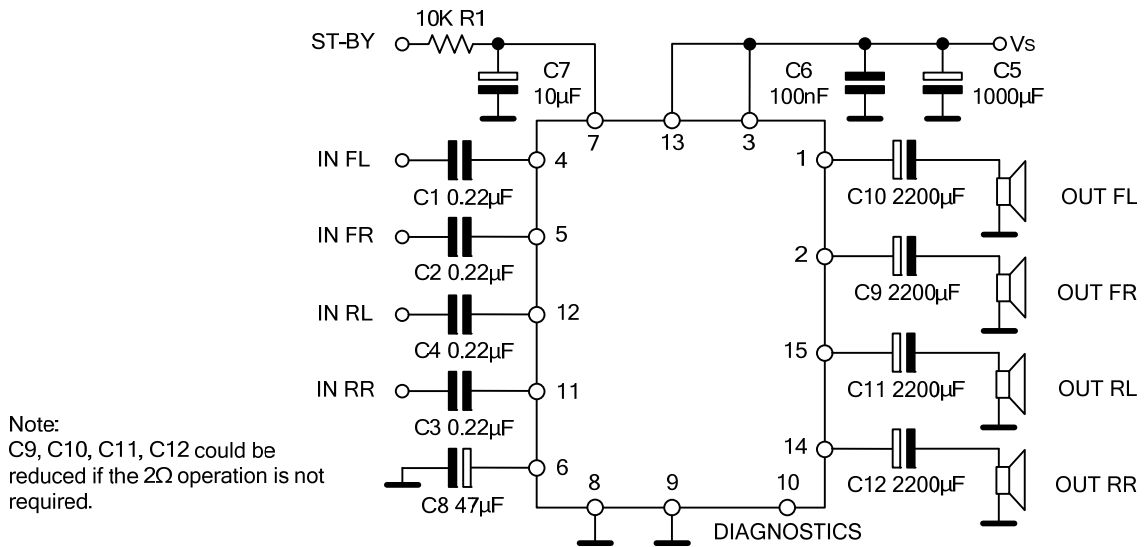 10K R1
ST-BY
C7
10µF
C6
100nF
Vs
C5
1000µF
7
13
3
IN FL
4
C1 0.22µF
1
C10 2200µF
OUT FL
IN FR
5
C2 0.22µF
2
C9 2200µF
OUT FR
IN RL
12
C4 0.22µF
15
C11 2200µF
OUT RL
IN RR
11
C3 0.22µF
14
C12 2200µF
OUT RR
6
C8 47µF
8
9
10
DIAGNOSTICS
Note:
C9, C10, C11, C12 could be
reduced if the 2Ω operation is not
required.